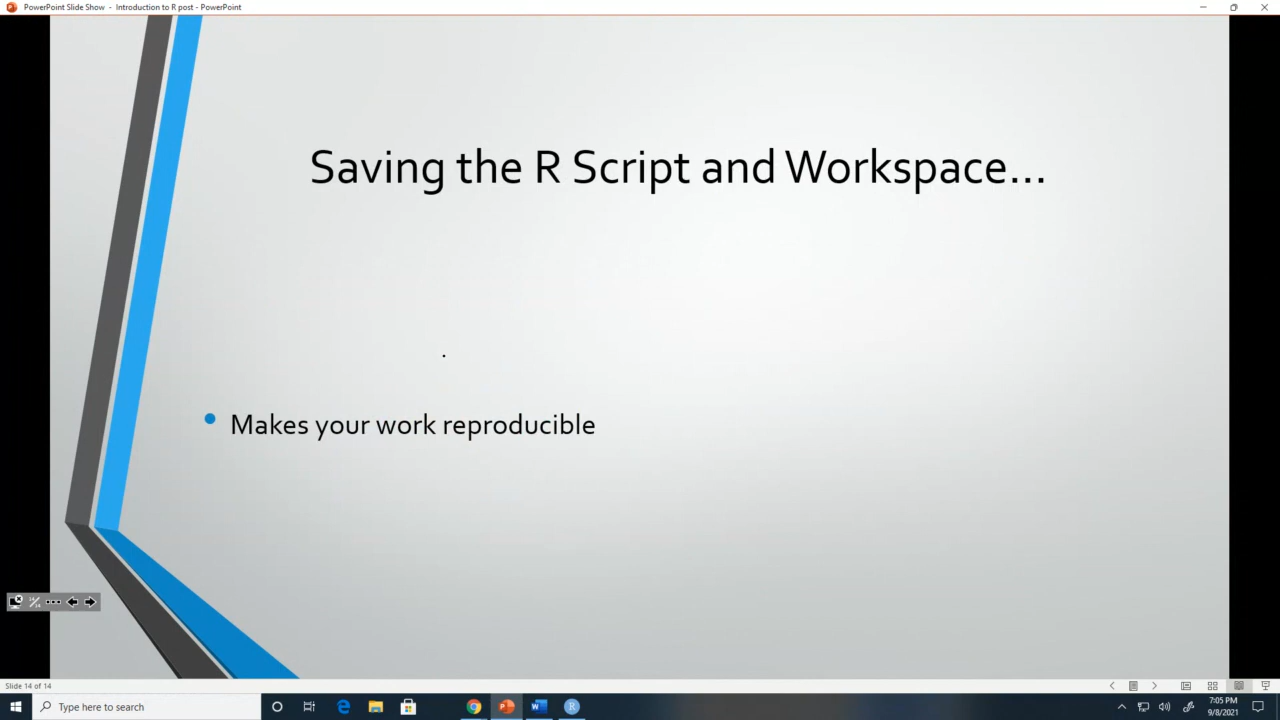 PowerPoint Slide Show - Introduction to R post - PowerPoint
Saving the R Script and Workspace...
.
• Makes your work reproducible
Slide 14 of 14
Type here to search
7:05 PM
9/8/2021